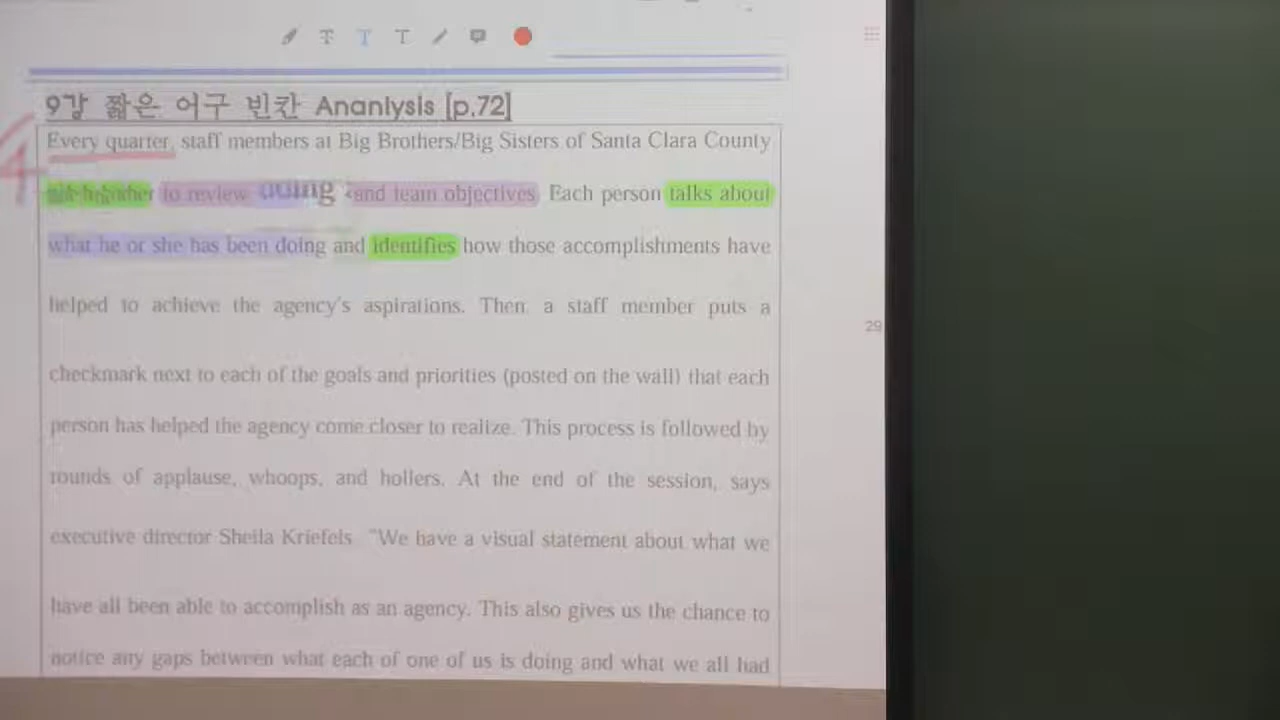 9강 짧은 어구 빈칸 Ananlysis [p.72]
Every quarter, staff members at Big Brothers/Big Sisters of Santa Clara County
to review doing and team objectives. Each person talks about
what he or she has been doing and identifies how those accomplishments have
helped to achieve the agency's aspirations. Then, a staff member puts a
checkmark next to each of the goals and priorities (posted on the wall) that each
person has helped the agency come closer to realize. This process is followed by
rounds of applause, whoops, and hollers. At the end of the session, says
executive director Sheila Kriefels "We have a visual statement about what we
have all been able to accomplish as an agency. This also gives us the chance to
notice any gaps between what each of one of us is doing and what we all had
29